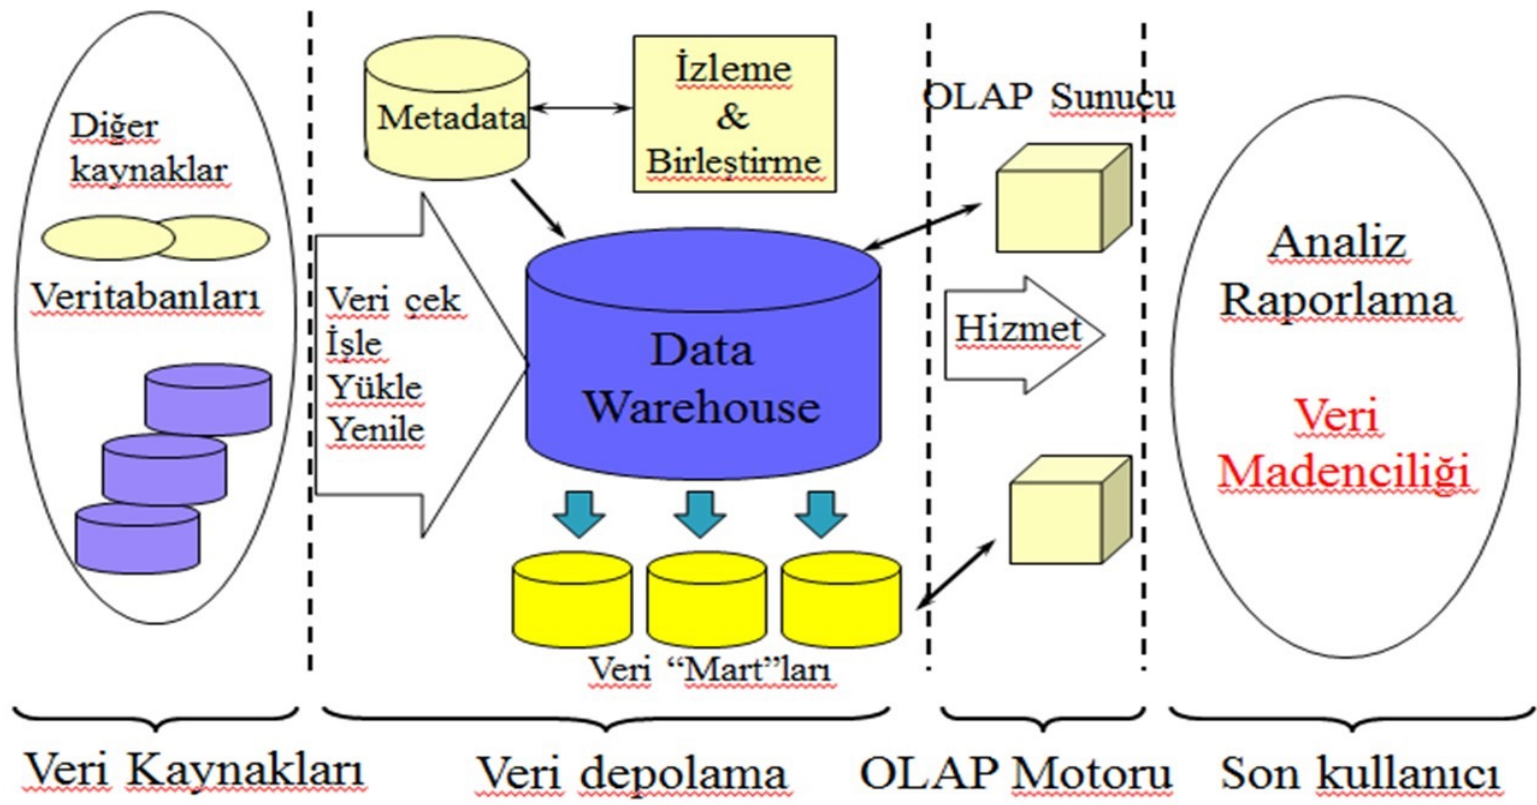 Diğer
kaynaklar
Veritabanları
Metadata
İzleme
&
Birleştirme
Veri çek
İşle
Yükle
Yenile
Data
Warehouse
Veri “Mart”ları
OLAP Sunucu
Hizmet
Analiz
Raporlama
Veri
Madenciliği
Veri Kaynakları
Veri depolama
OLAP Motoru
Son kullanıcı